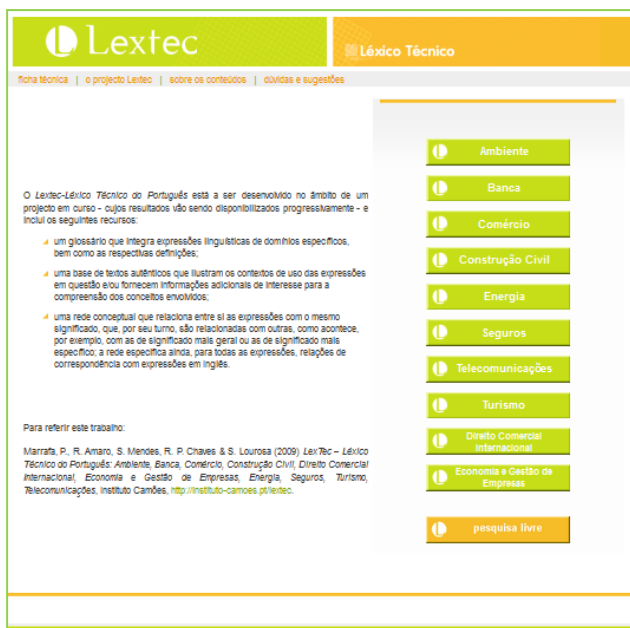 Lextec
Léxico Técnico
ficha técnica | o projecto Lextec | sobre os conteúdos | dúvidas e sugestões
O Lextec-Léxico Técnico do Português está a ser desenvolvido no âmbito de um
projecto em curso - cujos resultados vão sendo disponibilizados progressivamente - e
inclui os seguintes recursos:
um glossário que integra expressões linguísticas de domínios específicos,
bem como as respectivas definições;
uma base de textos autênticos que ilustram os contextos de uso das expressões
em questão e/ou fornecem informações adicionais de interesse para a
compreensão dos conceitos envolvidos;
uma rede conceptual que relaciona entre si as expressões com o mesmo
significado, que, por seu turno, são relacionadas com outras, como acontece,
por exemplo, com as de significado mais geral ou as de significado mais
específico; a rede especifica ainda, para todas as expressões, relações de
correspondência com expressões em inglês.
Para referir este trabalho:
Marrafa, P., R. Amaro, S. Mendes, R. P. Chaves & S. Lourosa (2009) LexTec – Léxico
Técnico do Português: Ambiente, Banca, Comércio, Construção Civil, Direito Comercial
Internacional, Economia e Gestão de Empresas, Energia, Seguros, Turismo,
Telecomunicações, Instituto Camões, http://instituto-camoes.pt/lextec.
Ambiente
Banca
Comércio
Construção Civil
Energia
Seguros
Telecomunicações
Turismo
Direito Comercial
Internacional
Economia e Gestão de
Empresas
pesquisa livre